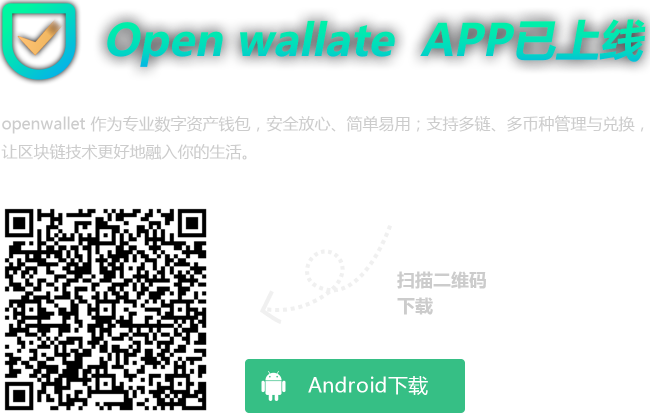 Open wallate APP已上线
openwallet 作为专业数字资产钱包，安全放心、简单易用；支持多链、多币种管理与兑换，
让区块链技术更好地融入你的生活。
扫描二维码
下载
Android下载